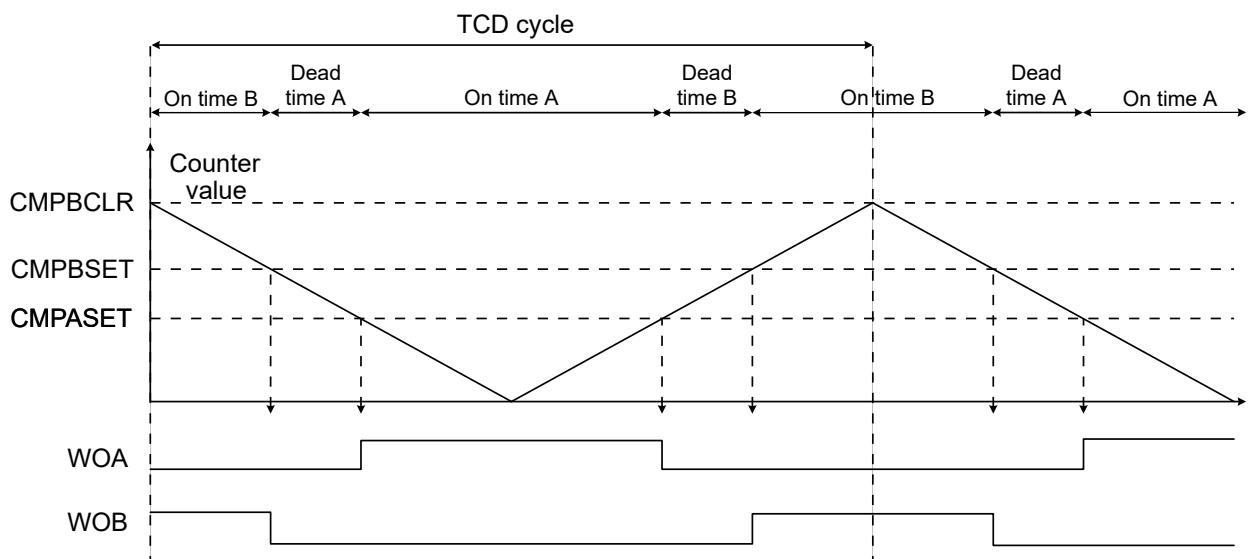 TCD cycle
On time B
Dead
time A
On time A
Dead
time B
On time B
Dead
time A
On time A
Counter
value
CMPBCLR
CMPBSET
CMPASET
WOA
WOB